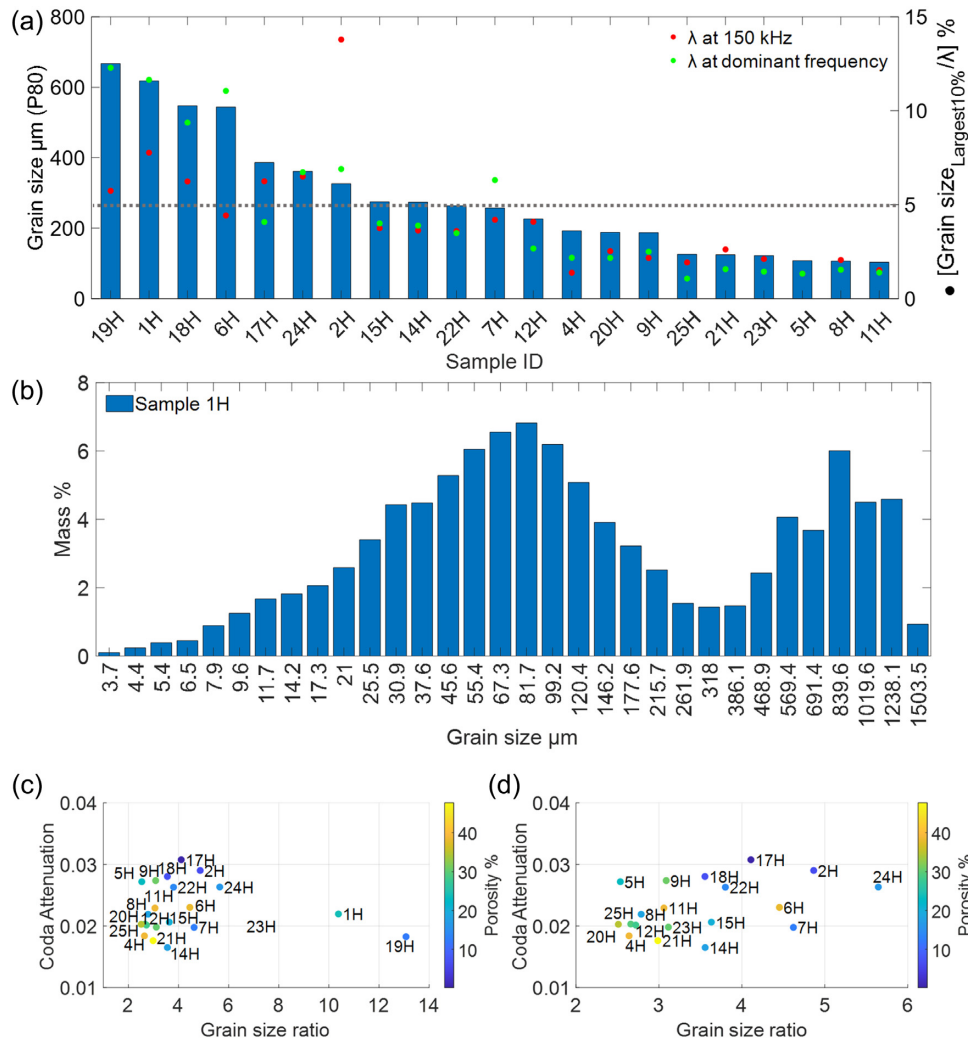 (a)
800
600
400
200
0
Grain size µm (P80)
15
10
5
0
● [Grain size Largest10%/λ] %
λ at 150 kHz
λ at dominant frequency
19H 1H 18H 6H 17H 24H 2H 15H 14H 22H 7H 12H 4H 20H 9H 25H 21H 23H 5H 8H 11H
Sample ID
(b)
8
6
4
2
0
Mass %
Sample 1H
3.7 4.4 5.4 6.5 7.9 9.6 11.7 14.2 17.3 21 25.5 30.9 37.6 45.6 55.4 67.3 81.7 99.2 120.4 146.2 177.6 215.7 261.9 318 386.1 468.9 569.4 691.4 839.6 1019.6 1238.1 1503.5
Grain size µm
(c)
0.04
0.03
0.02
0.01
Coda Attenuation
17H
18H
9H
5H
2H
22H 24H
11H
8H
6H
1H
20H 12H 15H
7H
23H
25H
4H 21H
19H
14H
2 4 6 8 10 12 14
Grain size ratio
40
30
20
10
Porosity %
(d)
0.04
0.03
0.02
0.01
Coda Attenuation
17H
2H
18H
5H 9H
22H 24H
11H
6H
25H 8H
15H
7H
20H 12H 23H
4H 21H
14H
2 3 4 5 6
Grain size ratio
40
30
20
10
Porosity %